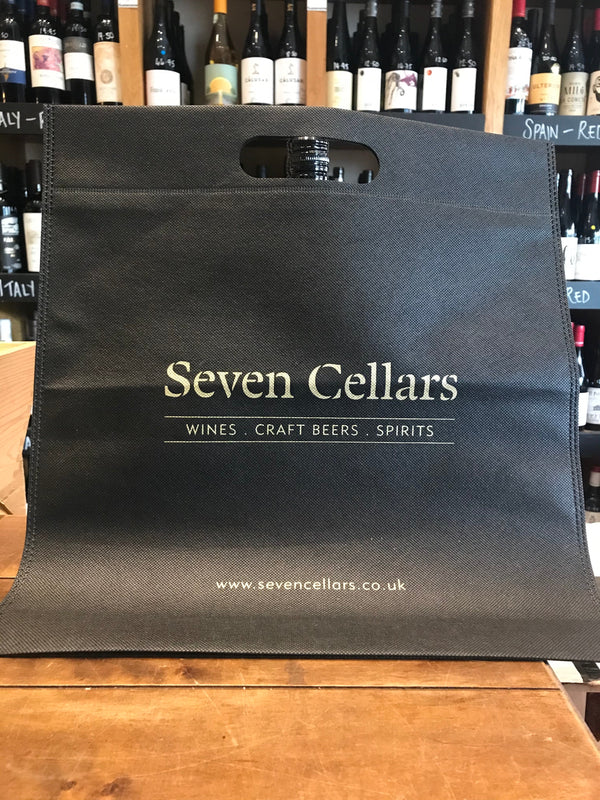 SPAIN - RED
ITALY
RED
Seven Cellars
WINES . CRAFT BEERS . SPIRITS
www.sevencellars.co.uk